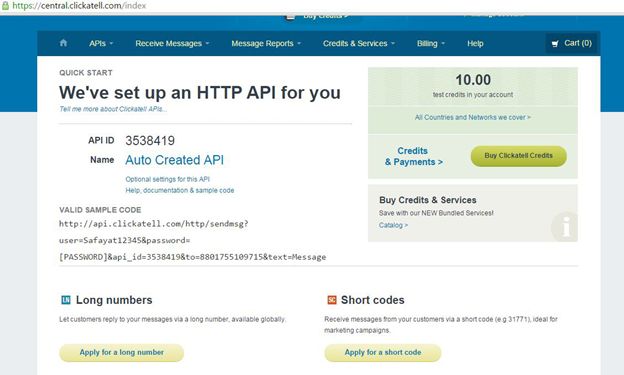 https://central.clickatell.com/index
Buy Credits >
APIs
Receive Messages
Message Reports
Credits & Services
Billing
Help
Cart (0)
QUICK START
We've set up an HTTP API for you
Tell me more about Clickatell APIs...
API ID 3538419
Name Auto Created API
Optional settings for this API
Help, documentation & sample code
VALID SAMPLE CODE
http://api.clickatell.com/http/sendmsg?
user=Safayat12345&password=
[PASSWORD]&api_id=3538419&to=8801755109715&text=Message
10.00
test credits in your account
All Countries and Networks we cover >
Credits
& Payments >
Buy Clickatell Credits
Buy Credits & Services
Save with our NEW Bundled Services!
Catalog >
LN Long numbers
Let customers reply to your messages via a long number, available globally.
Apply for a long number
SC Short codes
Receive messages from your customers via a short code (e.g 31771), ideal for
marketing campaigns.
Apply for a short code